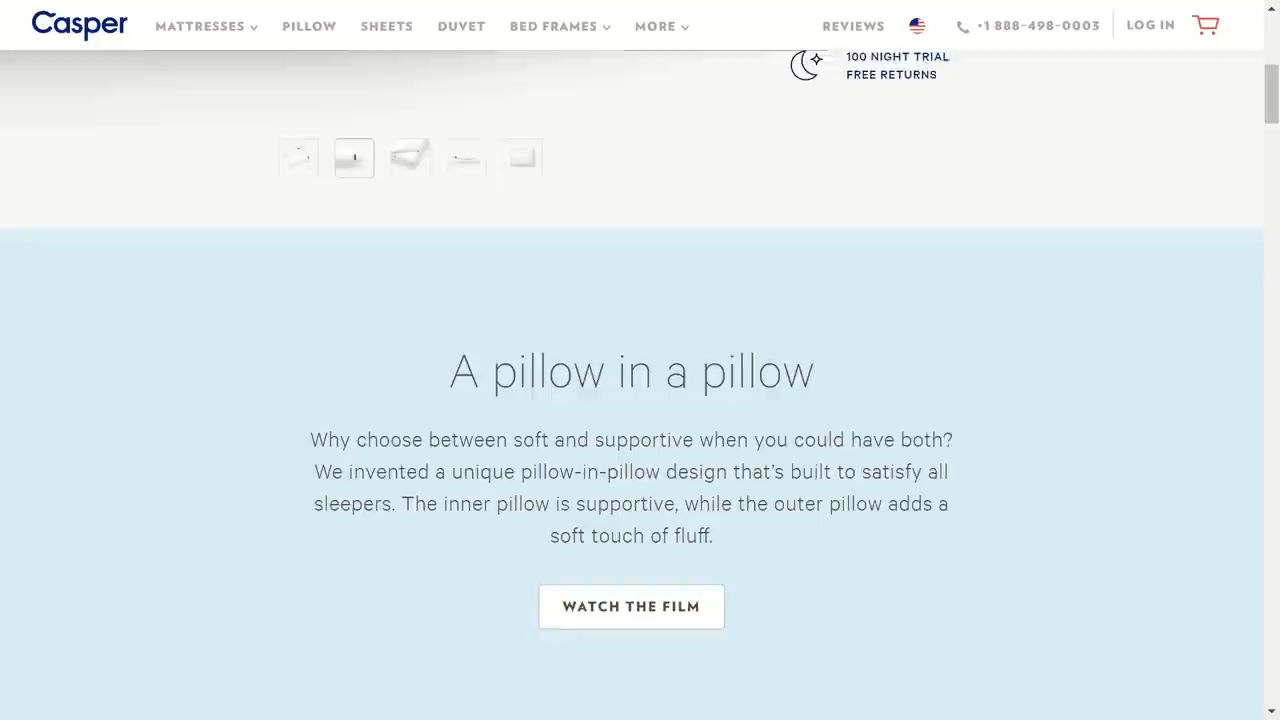 Casper MATTRESSES PILLOW SHEETS DUVET BED FRAMES MORE REVIEWS +1 888-498-0003 LOG IN
100 NIGHT TRIAL
FREE RETURNS
A pillow in a pillow
Why choose between soft and supportive when you could have both?
We invented a unique pillow-in-pillow design that's built to satisfy all
sleepers. The inner pillow is supportive, while the outer pillow adds a
soft touch of fluff.
WATCH THE FILM